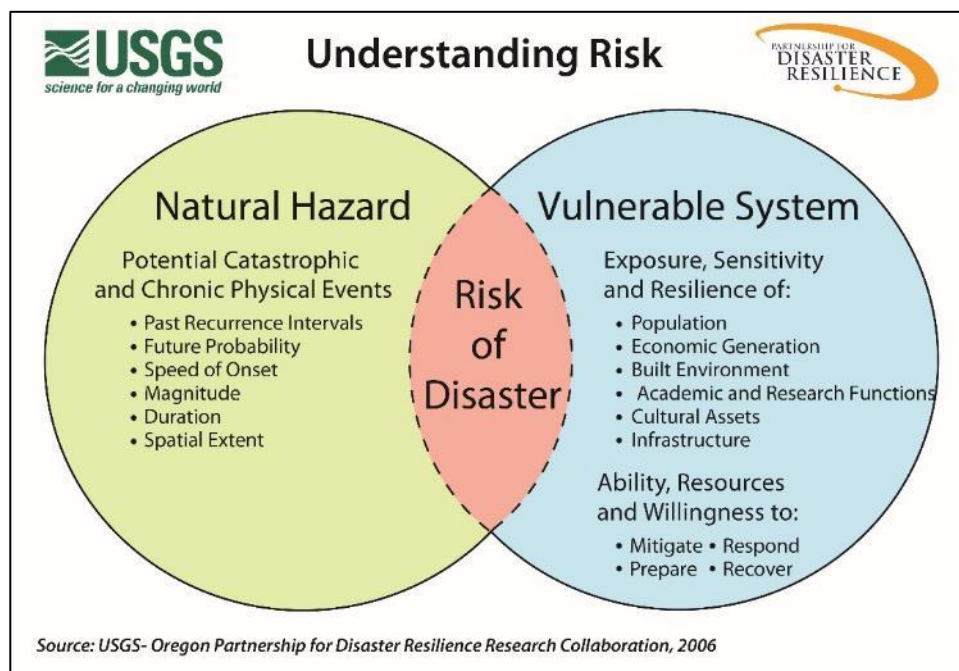 USGS
science for a changing world
Understanding Risk
PARTNERSHIP FOR
DISASTER
RESILIENCE
Natural Hazard
Potential Catastrophic
and Chronic Physical Events
• Past Recurrence Intervals
• Future Probability
• Speed of Onset
• Magnitude
• Duration
• Spatial Extent
Risk
of
Disaster
Vulnerable System
Exposure, Sensitivity
and Resilience of:
• Population
• Economic Generation
• Built Environment
• Academic and Research Functions
• Cultural Assets
• Infrastructure
Ability, Resources
and Willingness to:
• Mitigate • Respond
• Prepare • Recover
Source: USGS- Oregon Partnership for Disaster Resilience Research Collaboration, 2006